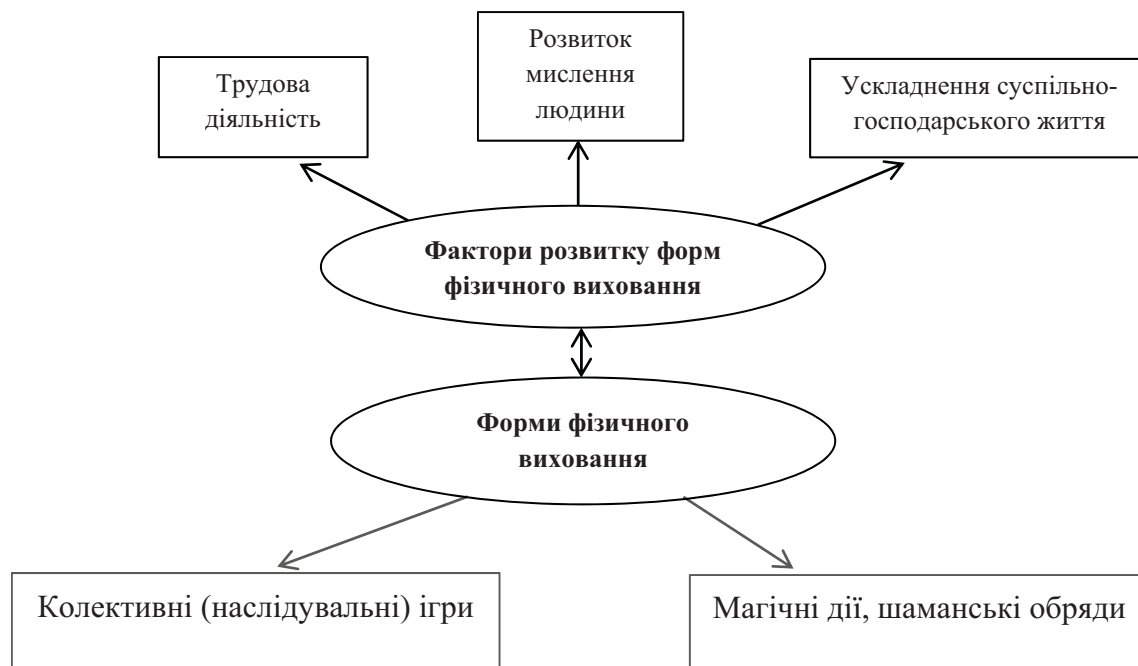 Трудова
діяльність
Розвиток
мислення
людини
Ускладнення суспільно-
господарського життя
Фактори розвитку форм
фізичного виховання
Форми фізичного
виховання
Колективні (наслідувальні) ігри
Магічні дії, шаманські обряди